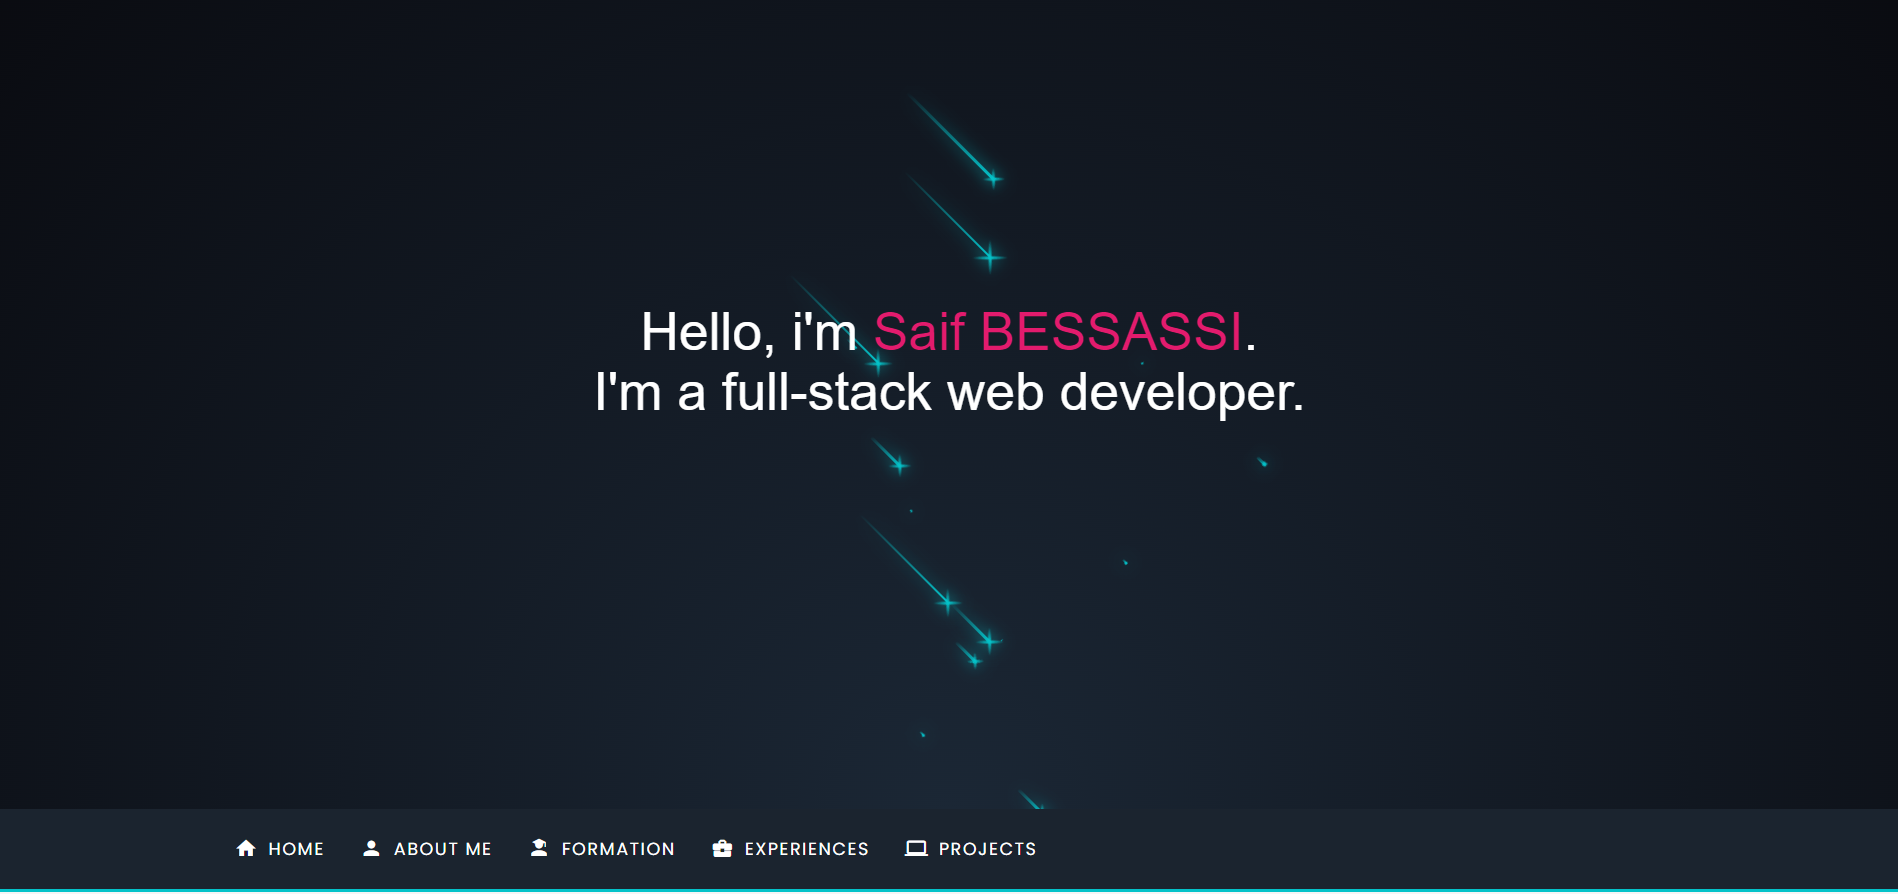 Hello, i'm Saif BESSASSI.
I'm a full-stack web developer.
HOME ABOUT ME FORMATION EXPERIENCES PROJECTS